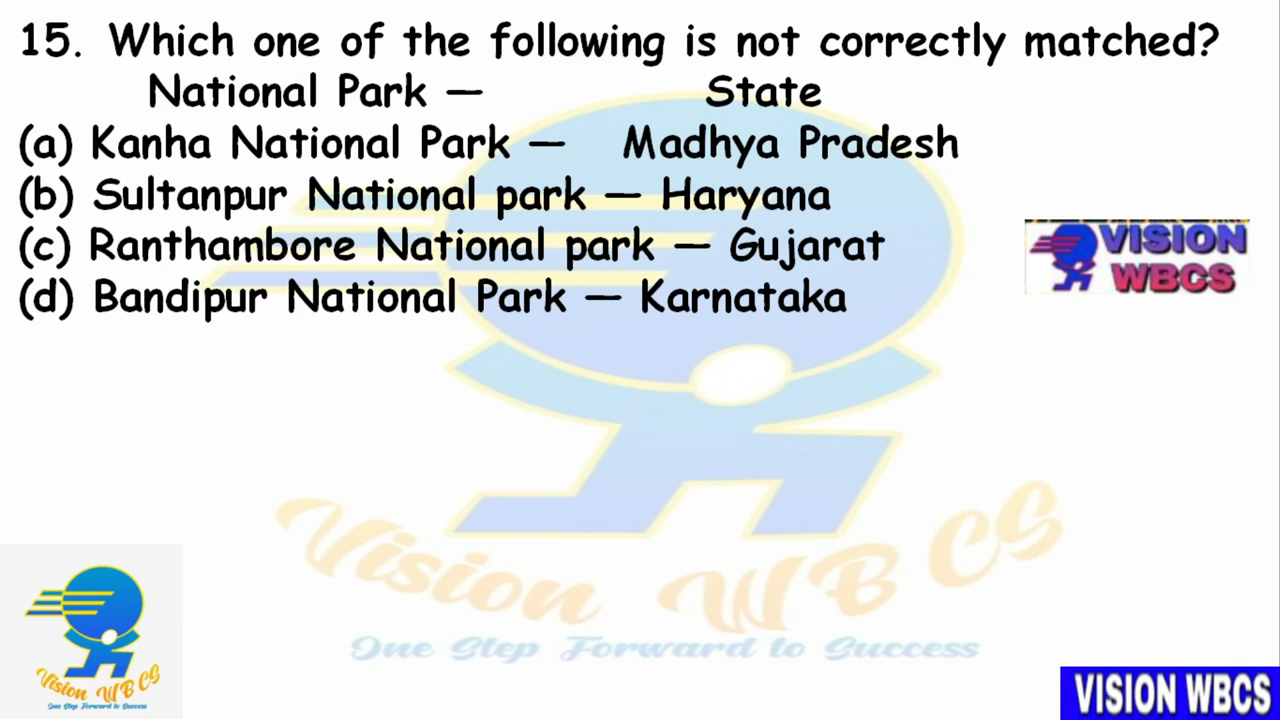 15. Which one of the following is not correctly matched?
National Park — State
(a) Kanha National Park — Madhya Pradesh
(b) Sultanpur National park — Haryana
(c) Ranthambore National park — Gujarat
(d) Bandipur National Park — Karnataka
VISION
WBCS
Vision WBCS
One Step Forward to Success
Vision WBCS
One Step Forward to Success
VISION WBCS